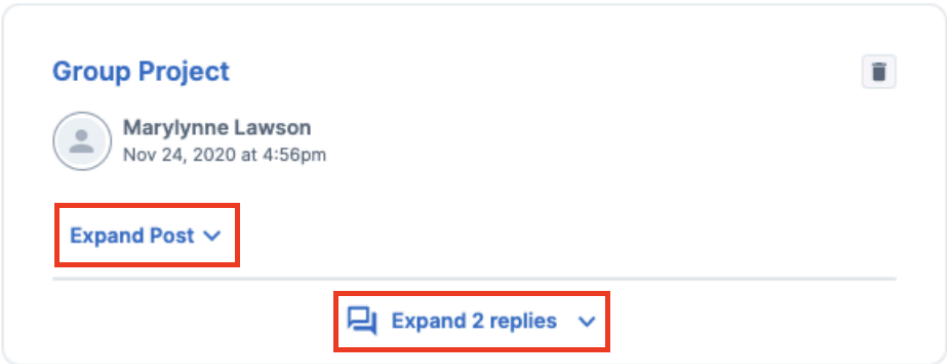 Group Project
Marylynne Lawson
Nov 24, 2020 at 4:56pm
Expand Post
Expand 2 replies